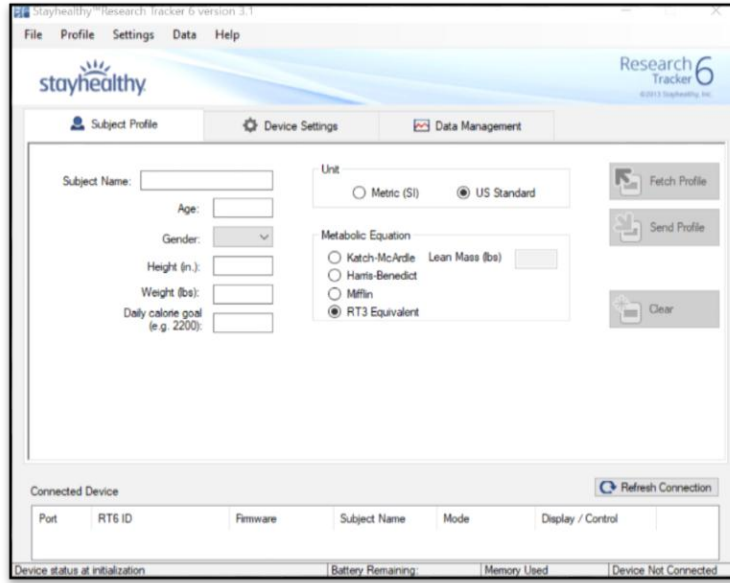 Stayhealthy™Research Tracker 6 version 3.1
File Profile Settings Data Help
stayhealthy
Research 6
Tracker
©2013 Stayhealthy, Inc.
Subject Profile Device Settings Data Management
Subject Name:
Age:
Gender:
Height (in.):
Weight (lbs):
Daily calorie goal
(e.g. 2200):
Unit
Metric (SI) US Standard
Metabolic Equation
Katch-McArdle Lean Mass (lbs)
Harris-Benedict
Mifflin
RT3 Equivalent
Fetch Profile
Send Profile
Clear
Connected Device Refresh Connection
Port RT6 ID Firmware Subject Name Mode Display / Control
Device status at initialization Battery Remaining: Memory Used Device Not Connected